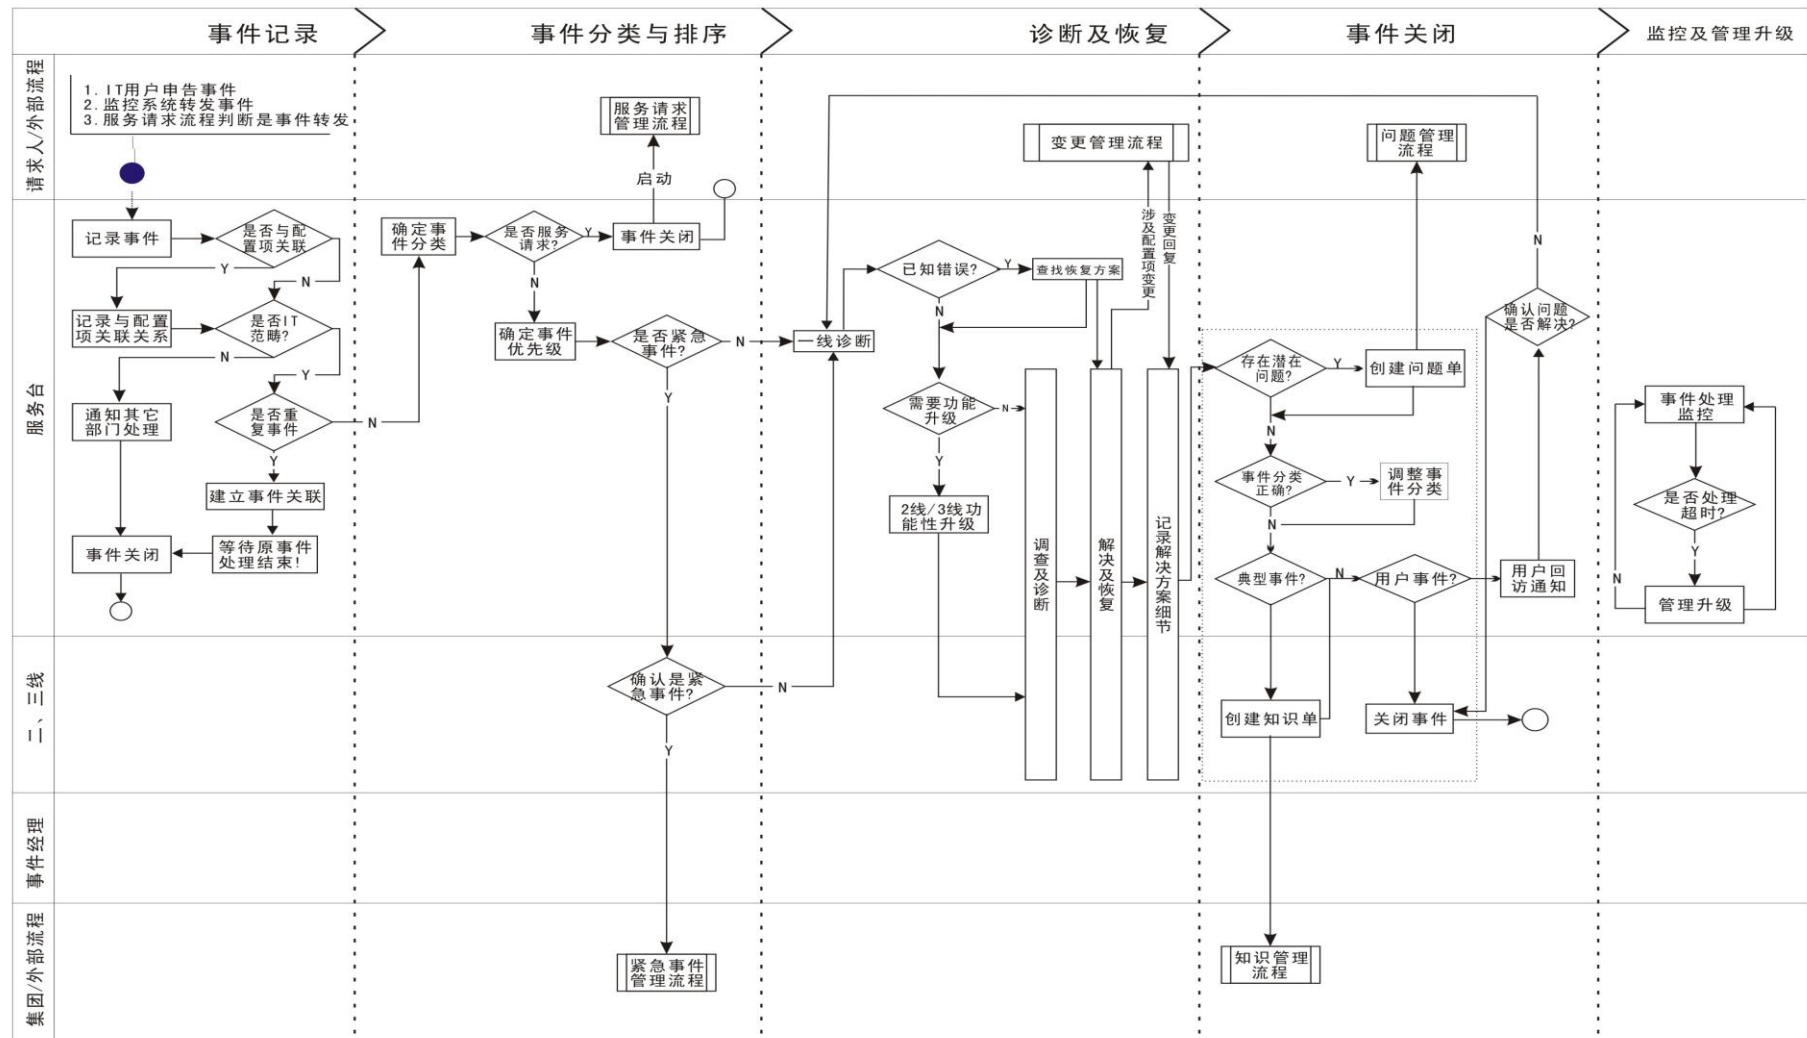 事件记录
事件分类与排序
诊断及恢复
事件关闭
监控及管理升级
请求人/外部流程
1. IT用户申告事件
2. 监控系统转发事件
3. 服务请求流程判断是事件转发
服务请求
管理流程
启动
变更管理流程
问题管理
流程
服务台
记录事件
是否与配
置项关联
Y
N
记录与配置
项关联关系
是否IT
范畴?
N
Y
通知其它
部门处理
是否重
复事件
N
Y
建立事件关联
等待原事件
处理结束!
事件关闭
确定事
件分类
是否服务
请求?
Y
事件关闭
N
确定事件
优先级
是否紧急
事件?
N
Y
一线诊断
已知错误?
Y
查找恢复方案
N
需要功能
升级
N
Y
2线/3线功
能性升级
涉及配置项变更
变更回复
调查及诊断
解决及恢复
记录解决方案细节
存在潜在
问题?
Y
创建问题单
N
事件分类
正确?
Y
调整事
件分类
N
典型事件?
N
用户事件?
用户回
访通知
确认问题
是否解决?
N
事件处理
监控
是否处理
超时?
Y
N
管理升级
二、三线
确认是紧
急事件?
N
Y
创建知识单
关闭事件
事件经理
集团/外部流程
紧急事件
管理流程
知识管理
流程